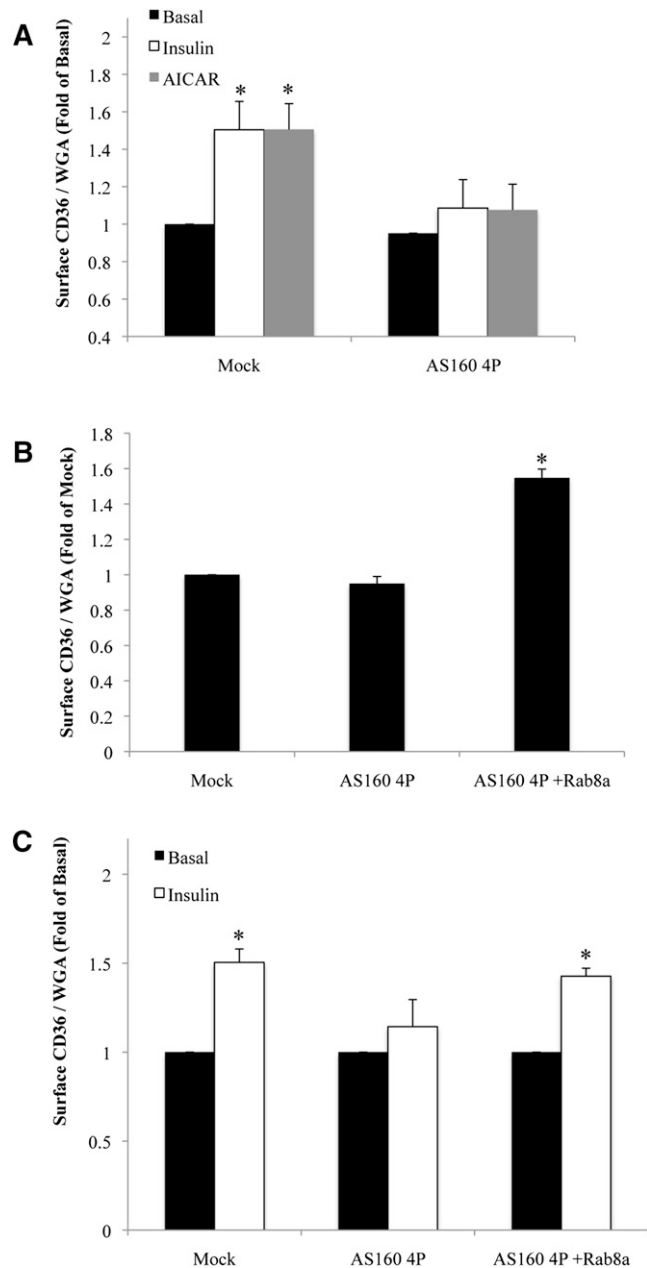 A
Basal
Insulin
AICAR
Surface CD36 / WGA (Fold of Basal)
2
1.8
1.6
1.4
1.2
1
0.8
0.6
0.4
* *
Mock AS160 4P
B
Surface CD36 / WGA (Fold of Mock)
1.8
1.6
1.4
1.2
1
0.8
0.6
0.4
0.2
0
*
Mock AS160 4P AS160 4P +Rab8a
C
Basal
Insulin
Surface CD36 / WGA (Fold of Basal)
2
1.5
1
0.5
0
* *
Mock AS160 4P AS160 4P +Rab8a